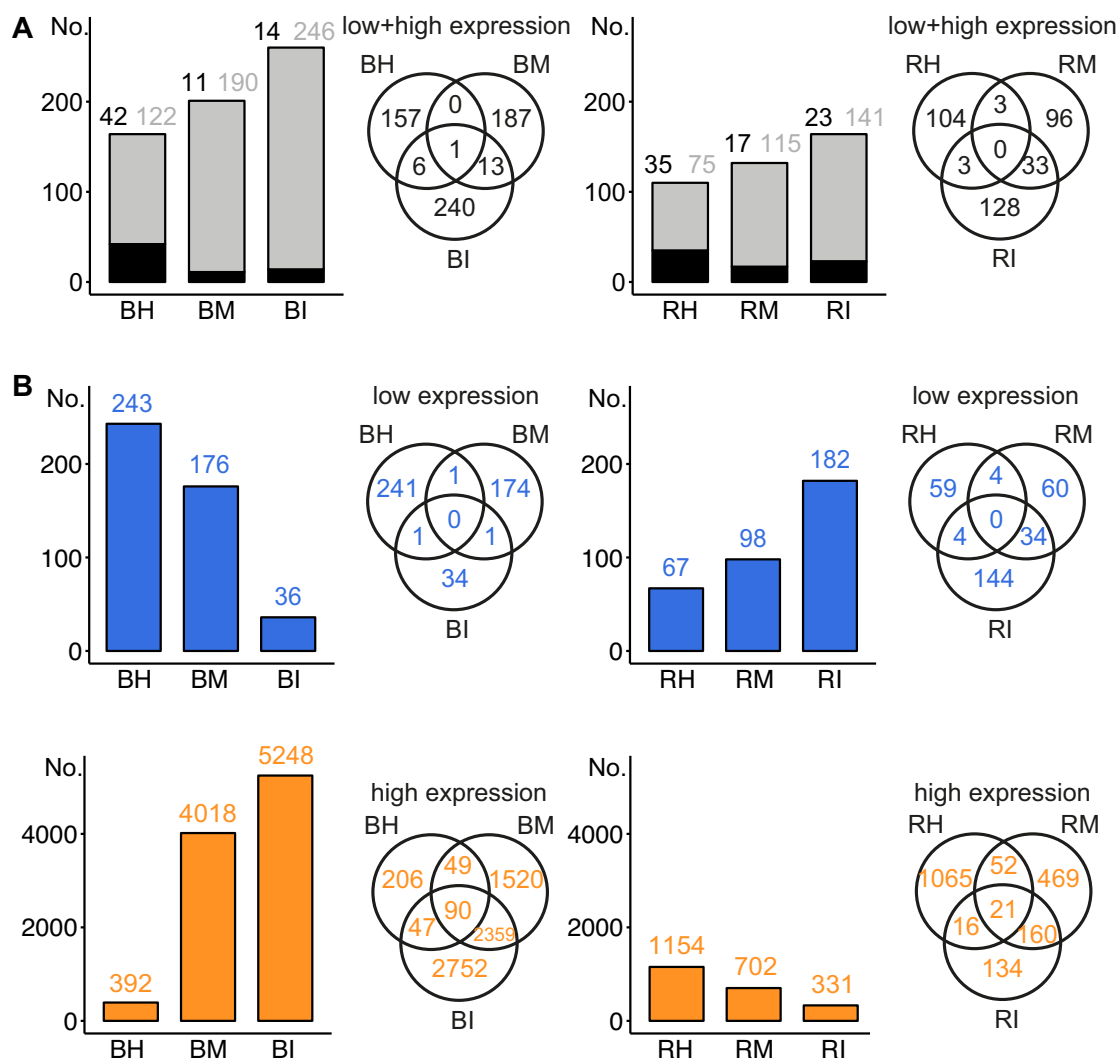 A
No. 14 246 low+high expression
BH BM
11 190
200
42 122
157 0 187
1
6 13
100
240
0
BI
BH BM BI
No. low+high expression
RH RM
200
23 141
104 3 96
17 115
35 75
0
3 33
100
128
0
RI
RH RM RI
B
No. 243 low expression
BH BM
176
200
241 1 174
0
1 1
100
34
36
BI
0
BH BM BI
No. low expression
RH RM
182
200
59 4 60
0
4 34
98
67
100
144
RI
0
RH RM RI
No. 5248 high expression
BH BM
4018
4000
206 49 1520
90
47 2359
2000
2752
392
BI
0
BH BM BI
No. high expression
RH RM
4000
1065 52 469
21
16 160
2000
1154
702
331
134
RI
0
RH RM RI